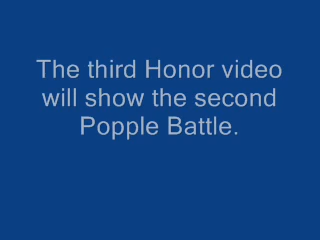 The third Honor video
will show the second
Popple Battle.